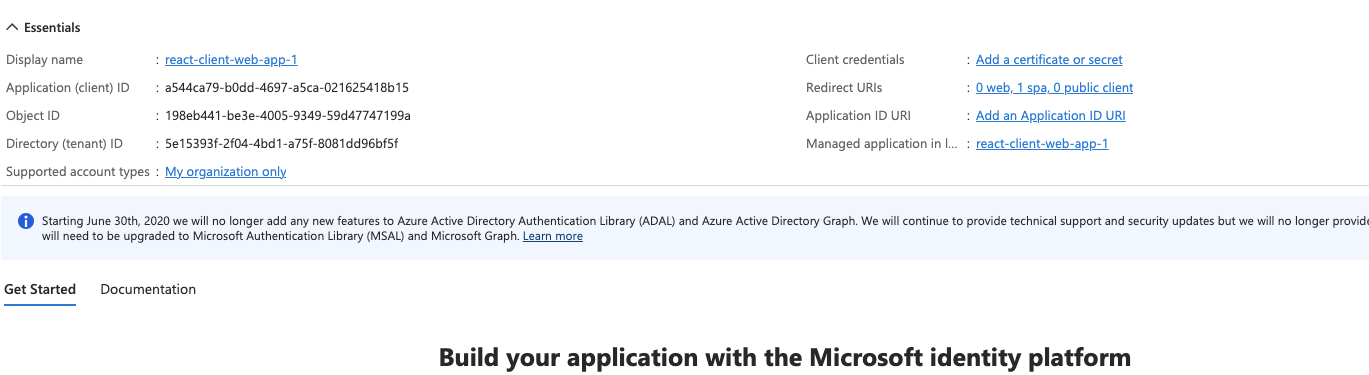 Essentials
Display name : react-client-web-app-1
Client credentials : Add a certificate or secret
Application (client) ID : a544ca79-b0dd-4697-a5ca-021625418b15
Redirect URIs : 0 web, 1 spa, 0 public client
Object ID : 198eb441-be3e-4005-9349-59d47747199a
Application ID URI : Add an Application ID URI
Directory (tenant) ID : 5e15393f-2f04-4bd1-a75f-8081dd96bf5f
Managed application in l... : react-client-web-app-1
Supported account types : My organization only
Starting June 30th, 2020 we will no longer add any new features to Azure Active Directory Authentication Library (ADAL) and Azure Active Directory Graph. We will continue to provide technical support and security updates but we will no longer provide
will need to be upgraded to Microsoft Authentication Library (MSAL) and Microsoft Graph. Learn more
Get Started
Documentation
Build your application with the Microsoft identity platform